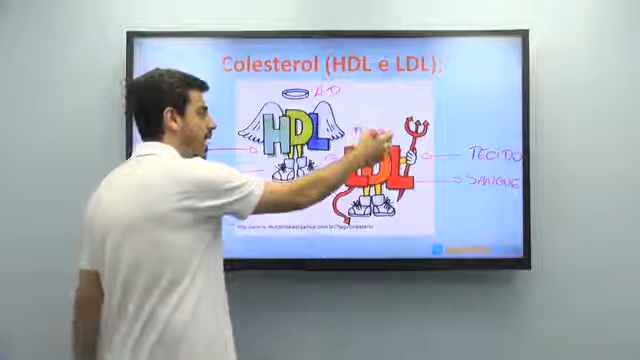 Colesterol (HDL e LDL):
A D
HDL
LDL
TECIDO
SANGUE